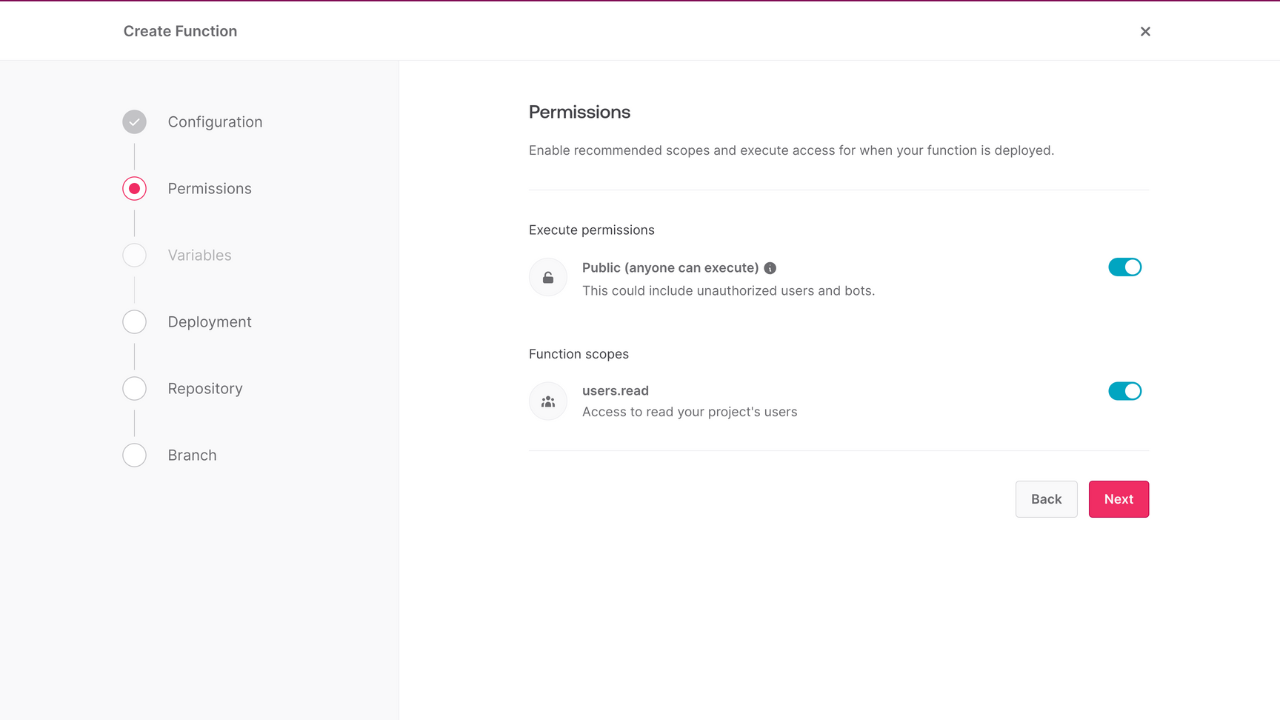 Create Function
Configuration
Permissions
Variables
Deployment
Repository
Branch
Permissions
Enable recommended scopes and execute access for when your function is deployed.
Execute permissions
Public (anyone can execute)
This could include unauthorized users and bots.
Function scopes
users.read
Access to read your project's users
Back
Next